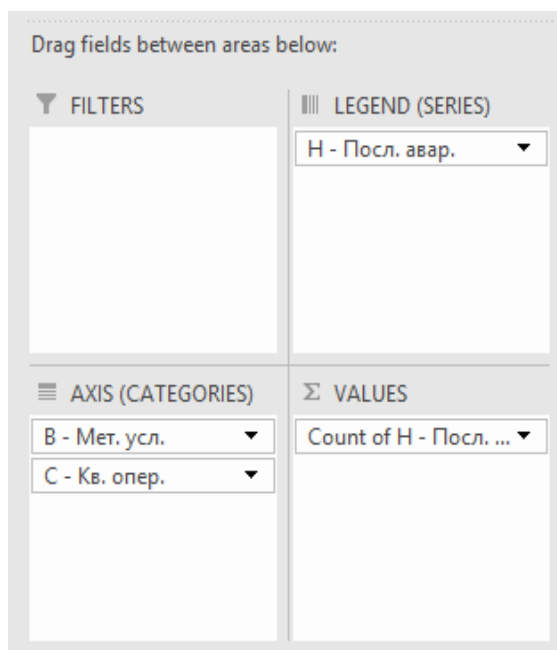 Drag fields between areas below:
FILTERS
LEGEND (SERIES)
H - Посл. авар.
AXIS (CATEGORIES)
B - Мет. усл.
C - Кв. опер.
Σ VALUES
Count of H - Посл. ...